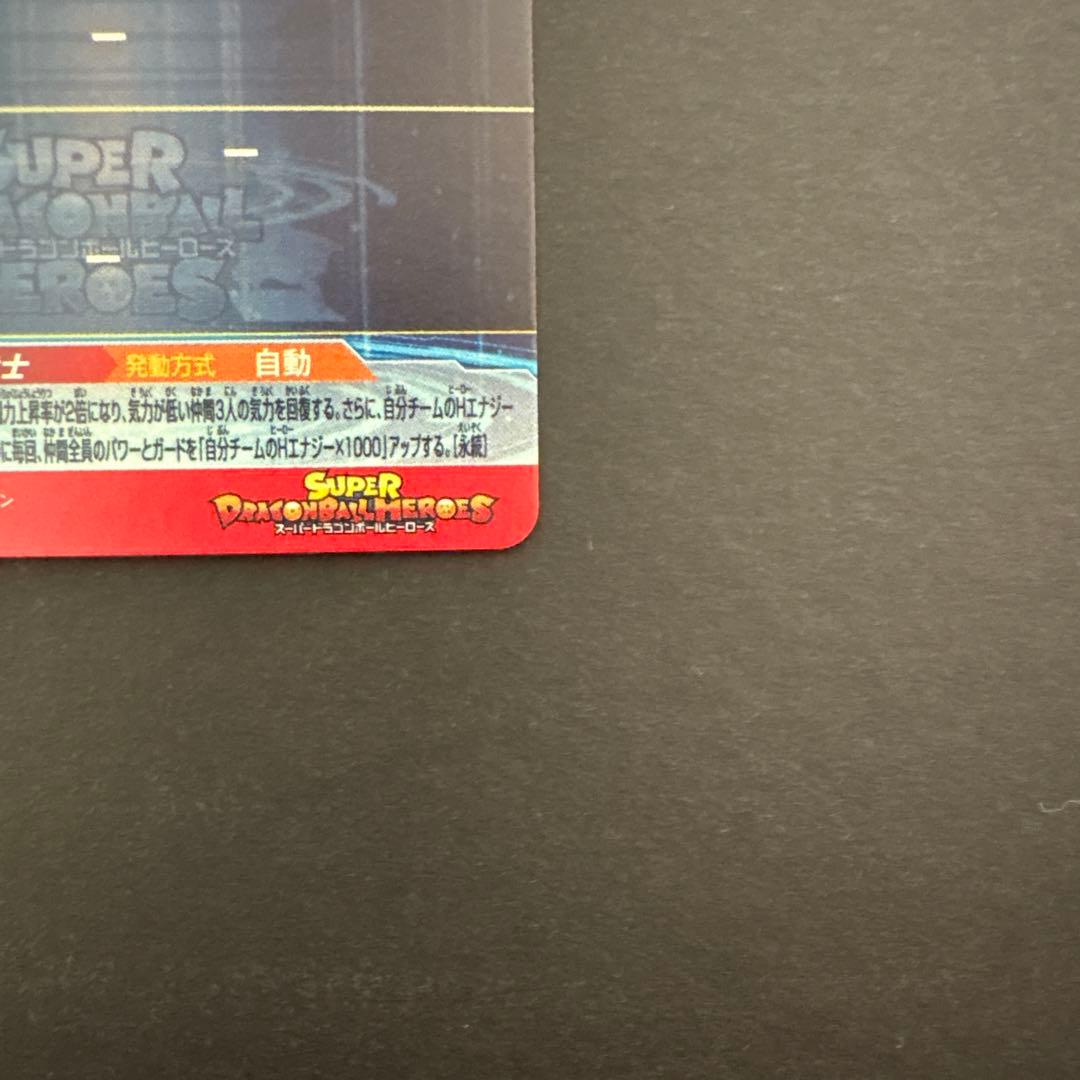 SUPER
DRAGONBALL
ドラゴンボールヒーローズ
HEROES
士 発動方式 自動
力上昇率が2倍になり、気力が低い仲間3人の気力を回復する。さらに、自分チームのHエナジー
に毎回、仲間全員のパワーとガードを「自分チームのHエナジー×1000」アップする。[永続]
ン
SUPER
DRAGONBALL HEROES
スーパードラゴンボールヒーローズ